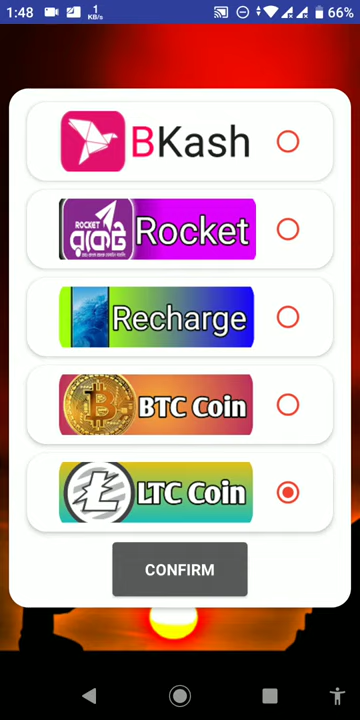 1:48
1
KB/s
66%
BKash
ROCKET
রকেট
Rocket
Recharge
BTC Coin
LTC Coin
CONFIRM